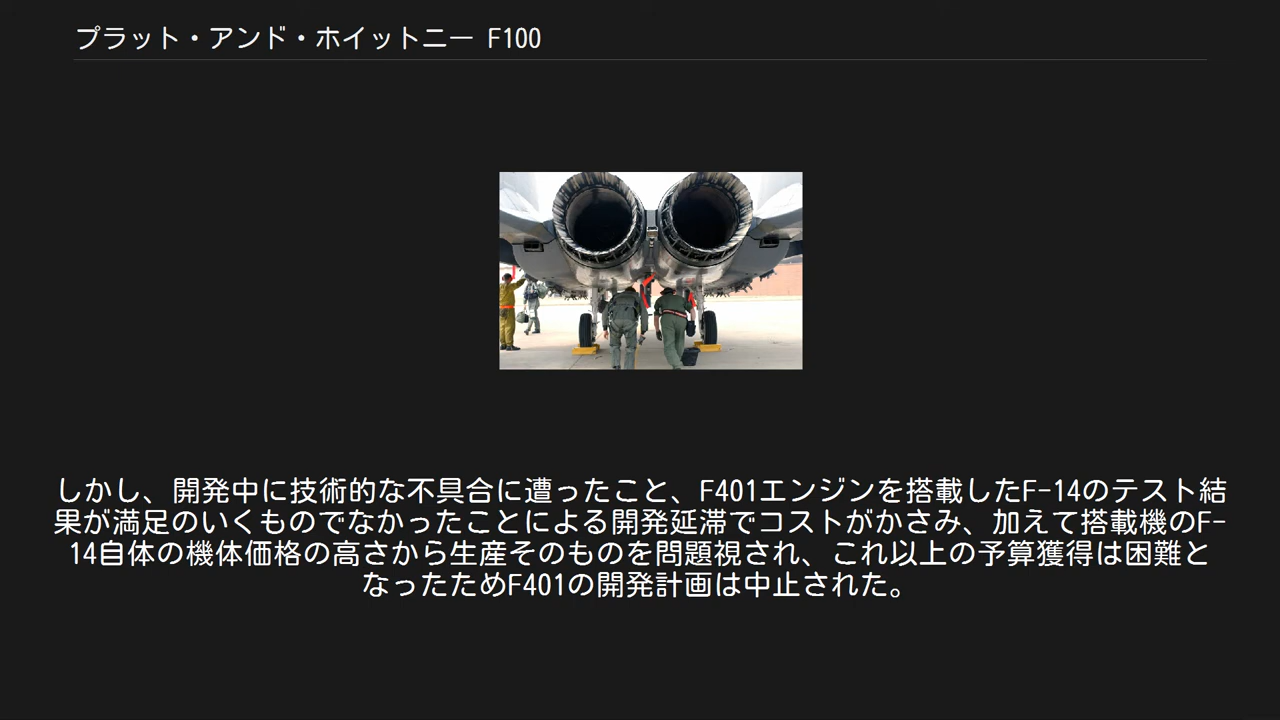 プラット・アンド・ホイットニー F100
しかし、開発中に技術的な不具合に遭ったこと、F401エンジンを搭載したF-14のテスト結
果が満足のいくものでなかったことによる開発延滞でコストがかさみ、加えて搭載機のF-
14自体の機体価格の高さから生産そのものを問題視され、これ以上の予算獲得は困難と
なったためF401の開発計画は中止された。